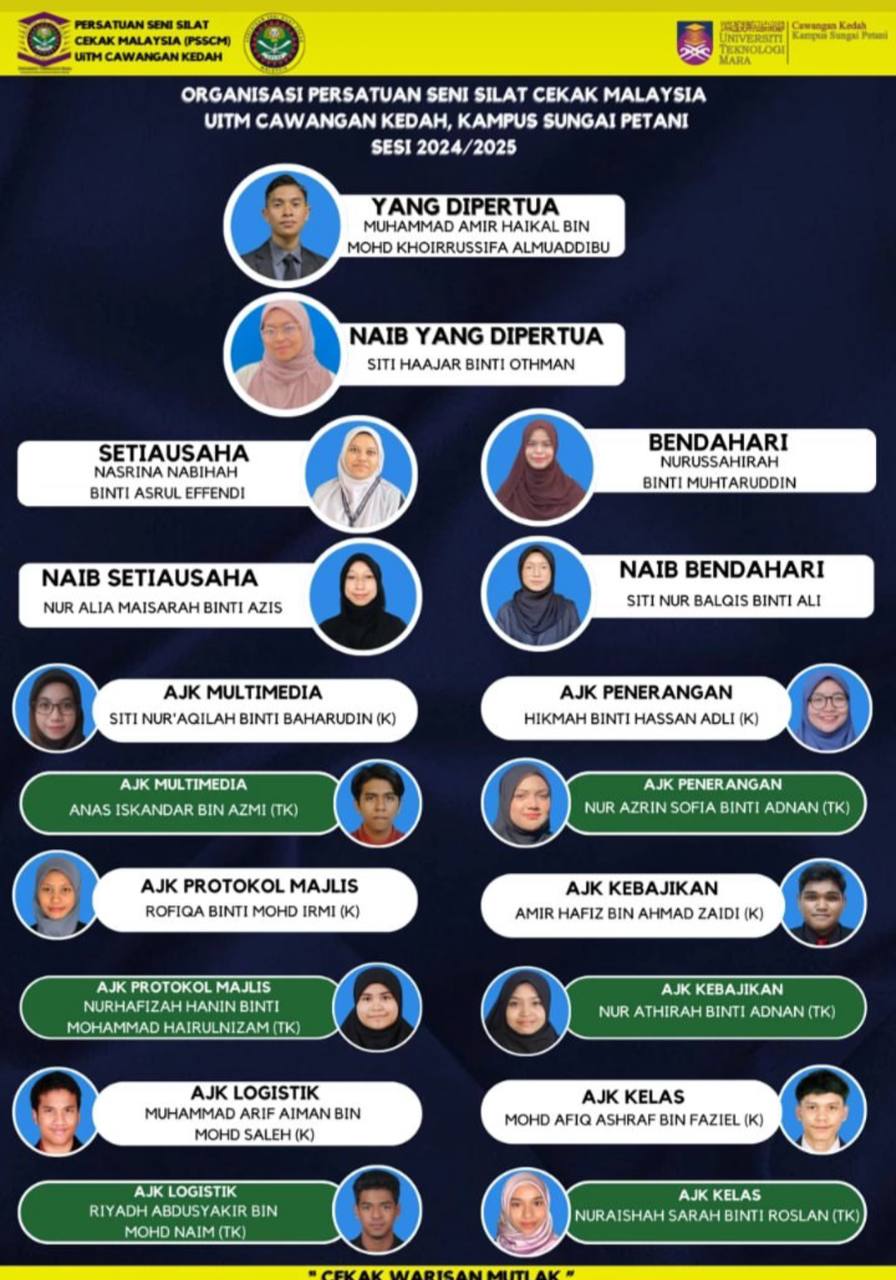 PERSATUAN SENI SILAT
CEKAK MALAYSIA (PSSCM)
UITM CAWANGAN KEDAH
UNIVERSITI
TEKNOLOGI
MARA
Cawangan Kedah
Kampus Sungai Petani
ORGANISASI PERSATUAN SENI SILAT CEKAK MALAYSIA
UITM CAWANGAN KEDAH, KAMPUS SUNGAI PETANI
SESI 2024/2025
YANG DIPERTUA
MUHAMMAD AMIR HAIKAL BIN
MOHD KHOIRRUSSIFA ALMUADDIBU
NAIB YANG DIPERTUA
SITI HAAJAR BINTI OTHMAN
SETIAUSAHA
NASRINA NABIHAH
BINTI ASRUL EFFENDI
BENDAHARI
NURUSSAHIRAH
BINTI MUHTARUDDIN
NAIB SETIAUSAHA
NUR ALIA MAISARAH BINTI AZIS
NAIB BENDAHARI
SITI NUR BALQIS BINTI ALI
AJK MULTIMEDIA
SITI NUR'AQILAH BINTI BAHARUDIN (K)
AJK PENERANGAN
HIKMAH BINTI HASSAN ADLI (K)
AJK MULTIMEDIA
ANAS ISKANDAR BIN AZMI (TK)
AJK PENERANGAN
NUR AZRIN SOFIA BINTI ADNAN (TK)
AJK PROTOKOL MAJLIS
ROFIQA BINTI MOHD IRMI (K)
AJK KEBAJIKAN
AMIR HAFIZ BIN AHMAD ZAIDI (K)
AJK PROTOKOL MAJLIS
NURHAFIZAH HANIN BINTI
MOHAMMAD HAIRULNIZAM (TK)
AJK KEBAJIKAN
NUR ATHIRAH BINTI ADNAN (TK)
AJK LOGISTIK
MUHAMMAD ARIF AIMAN BIN
MOHD SALEH (K)
AJK KELAS
MOHD AFIQ ASHRAF BIN FAZIEL (K)
AJK LOGISTIK
RIYADH ABDUSYAKIR BIN
MOHD NAIM (TK)
AJK KELAS
NURAISHAH SARAH BINTI ROSLAN (TK)
" CEKAK WARISAN MUTLAK "